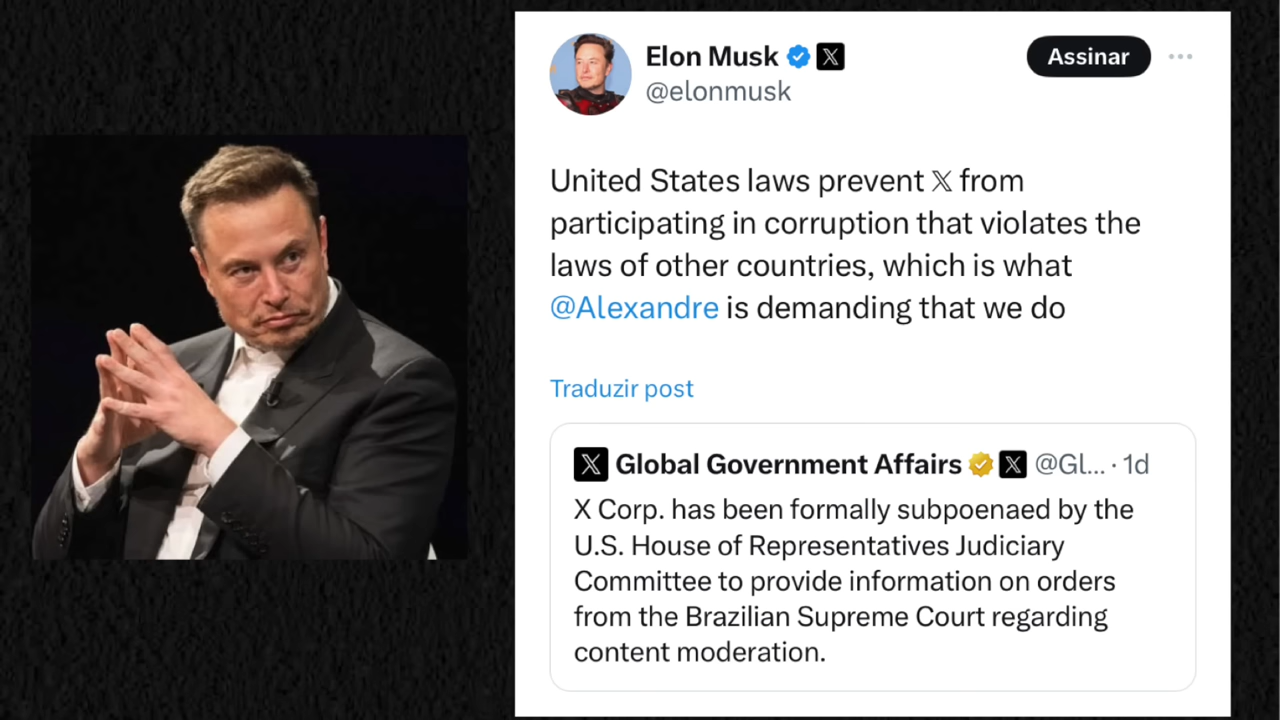 Elon Musk
Assinar
@elonmusk
United States laws prevent 𝕏 from
participating in corruption that violates the
laws of other countries, which is what
@Alexandre is demanding that we do
Traduzir post
Global Government Affairs @Gl... · 1d
X Corp. has been formally subpoenaed by the
U.S. House of Representatives Judiciary
Committee to provide information on orders
from the Brazilian Supreme Court regarding
content moderation.